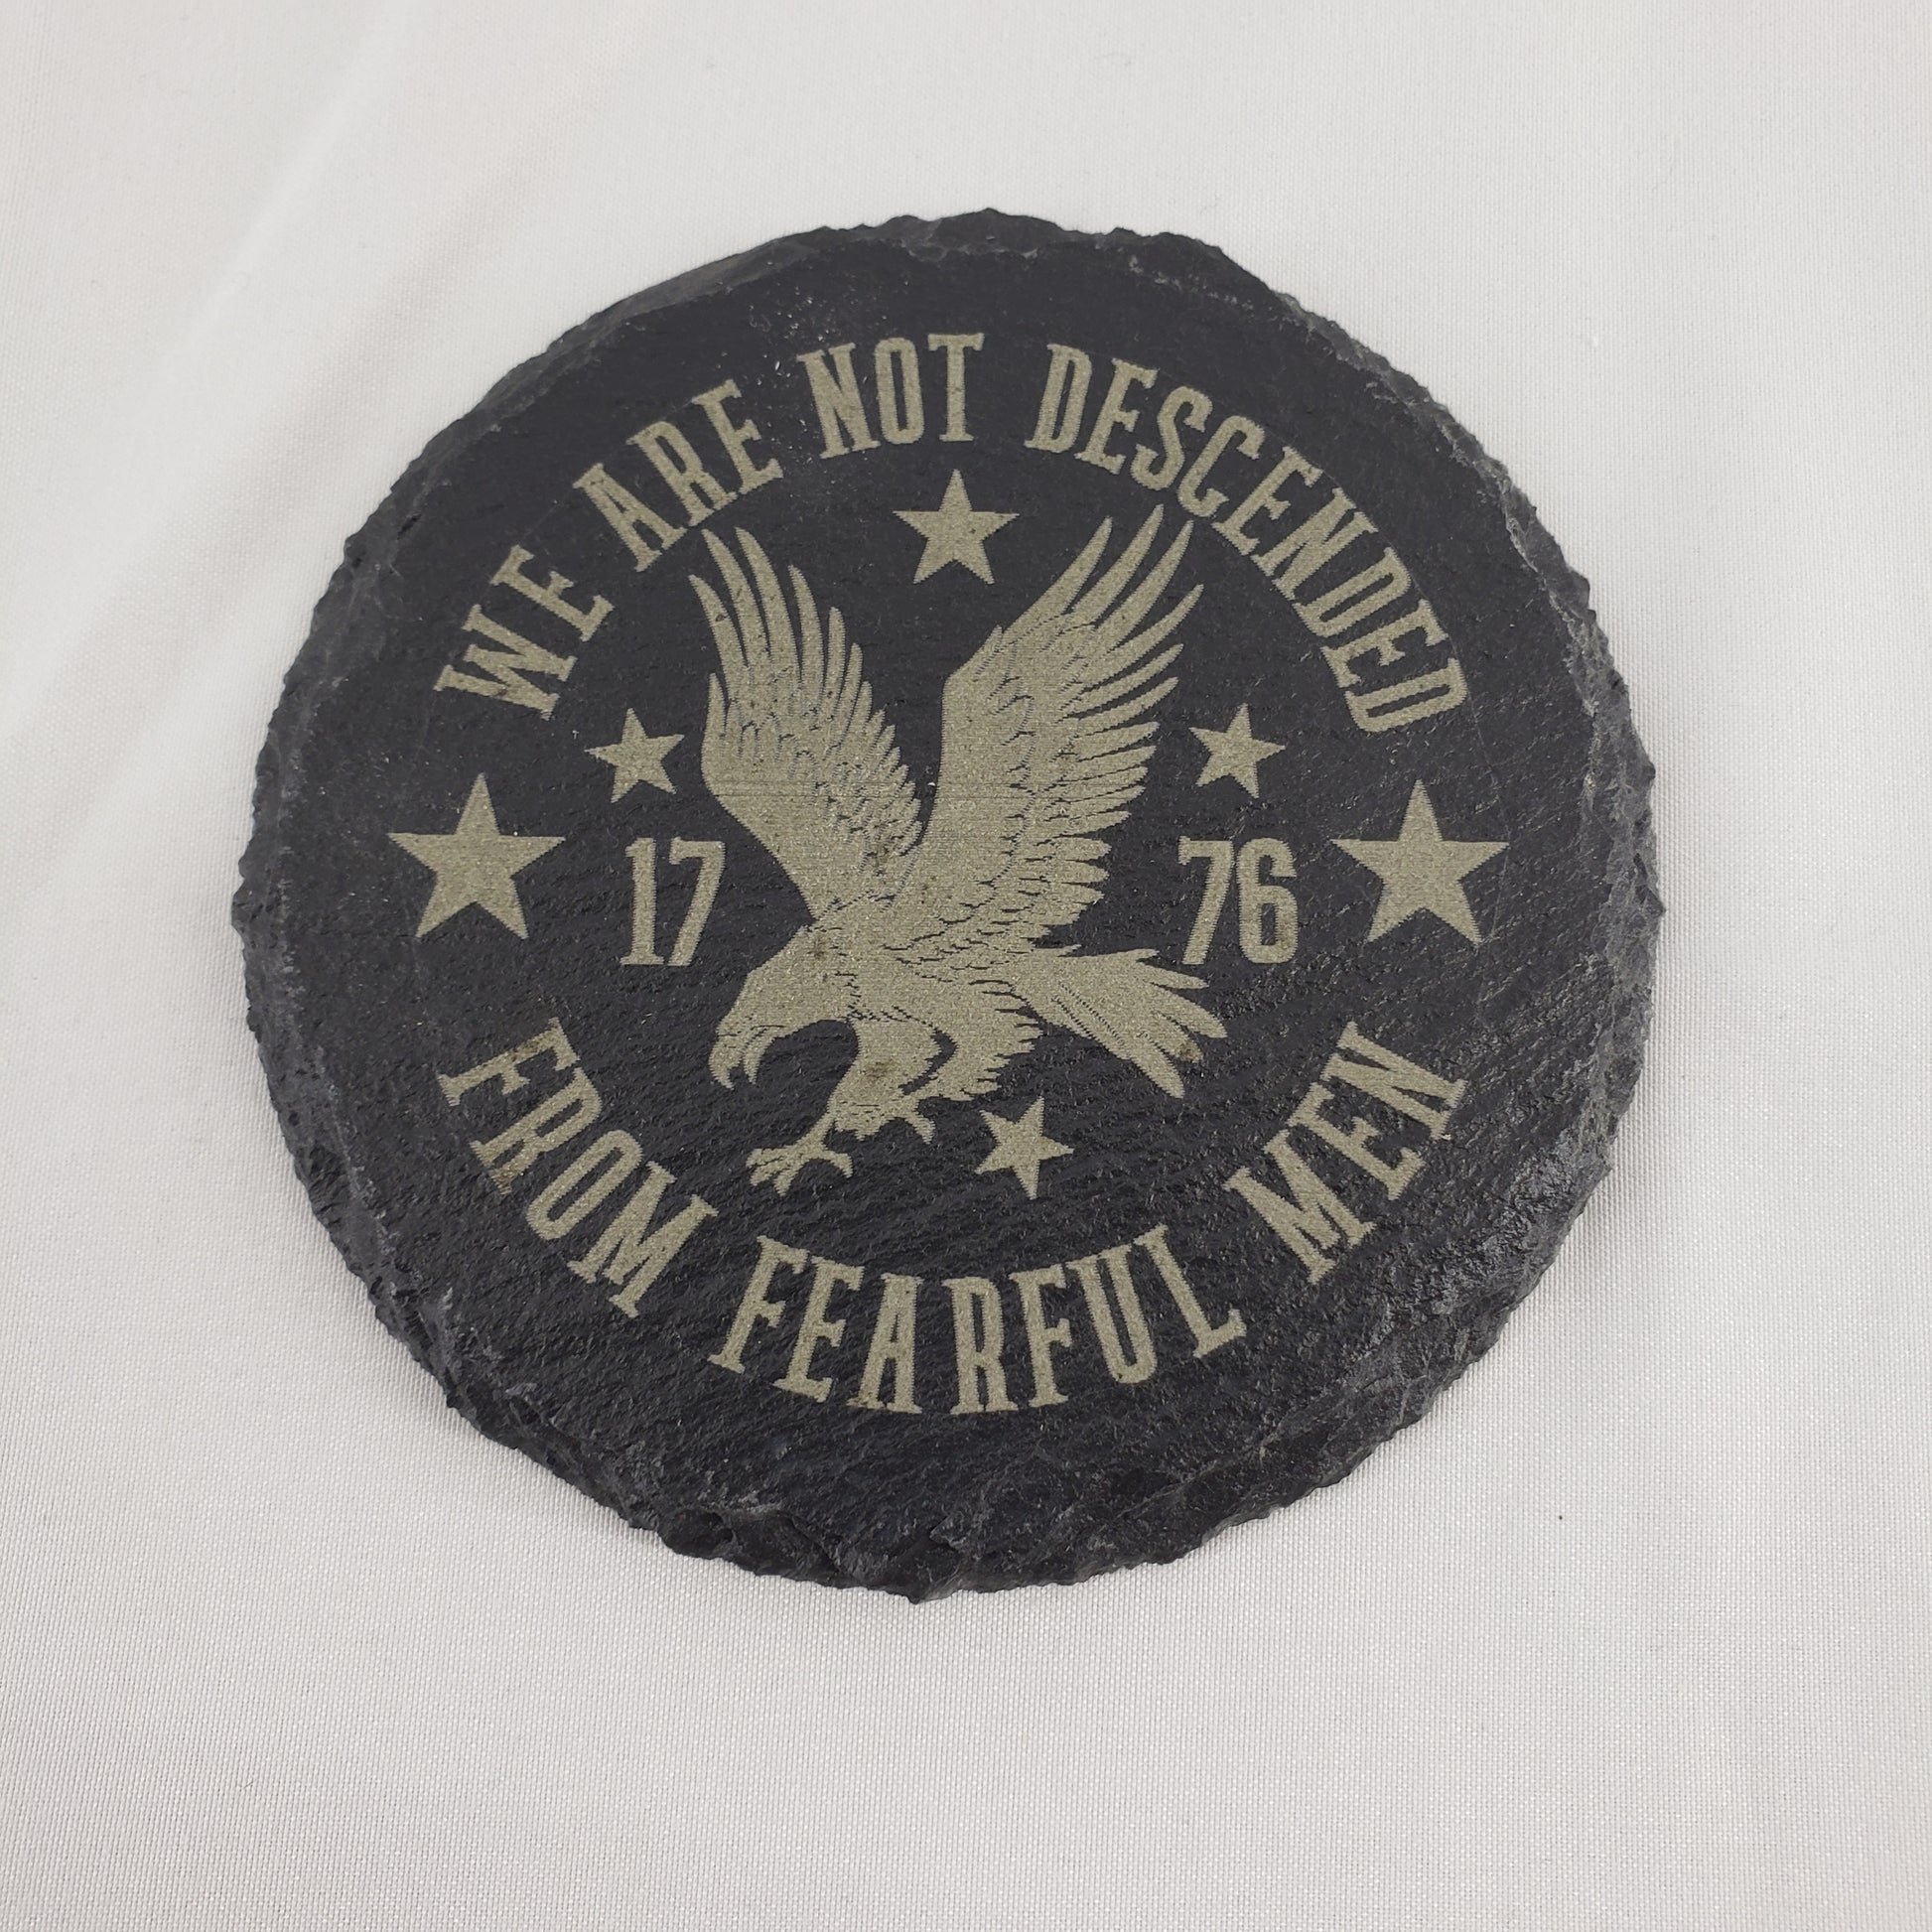 WE ARE NOT DESCENDED
17 76
FROM FEARFUL MEN